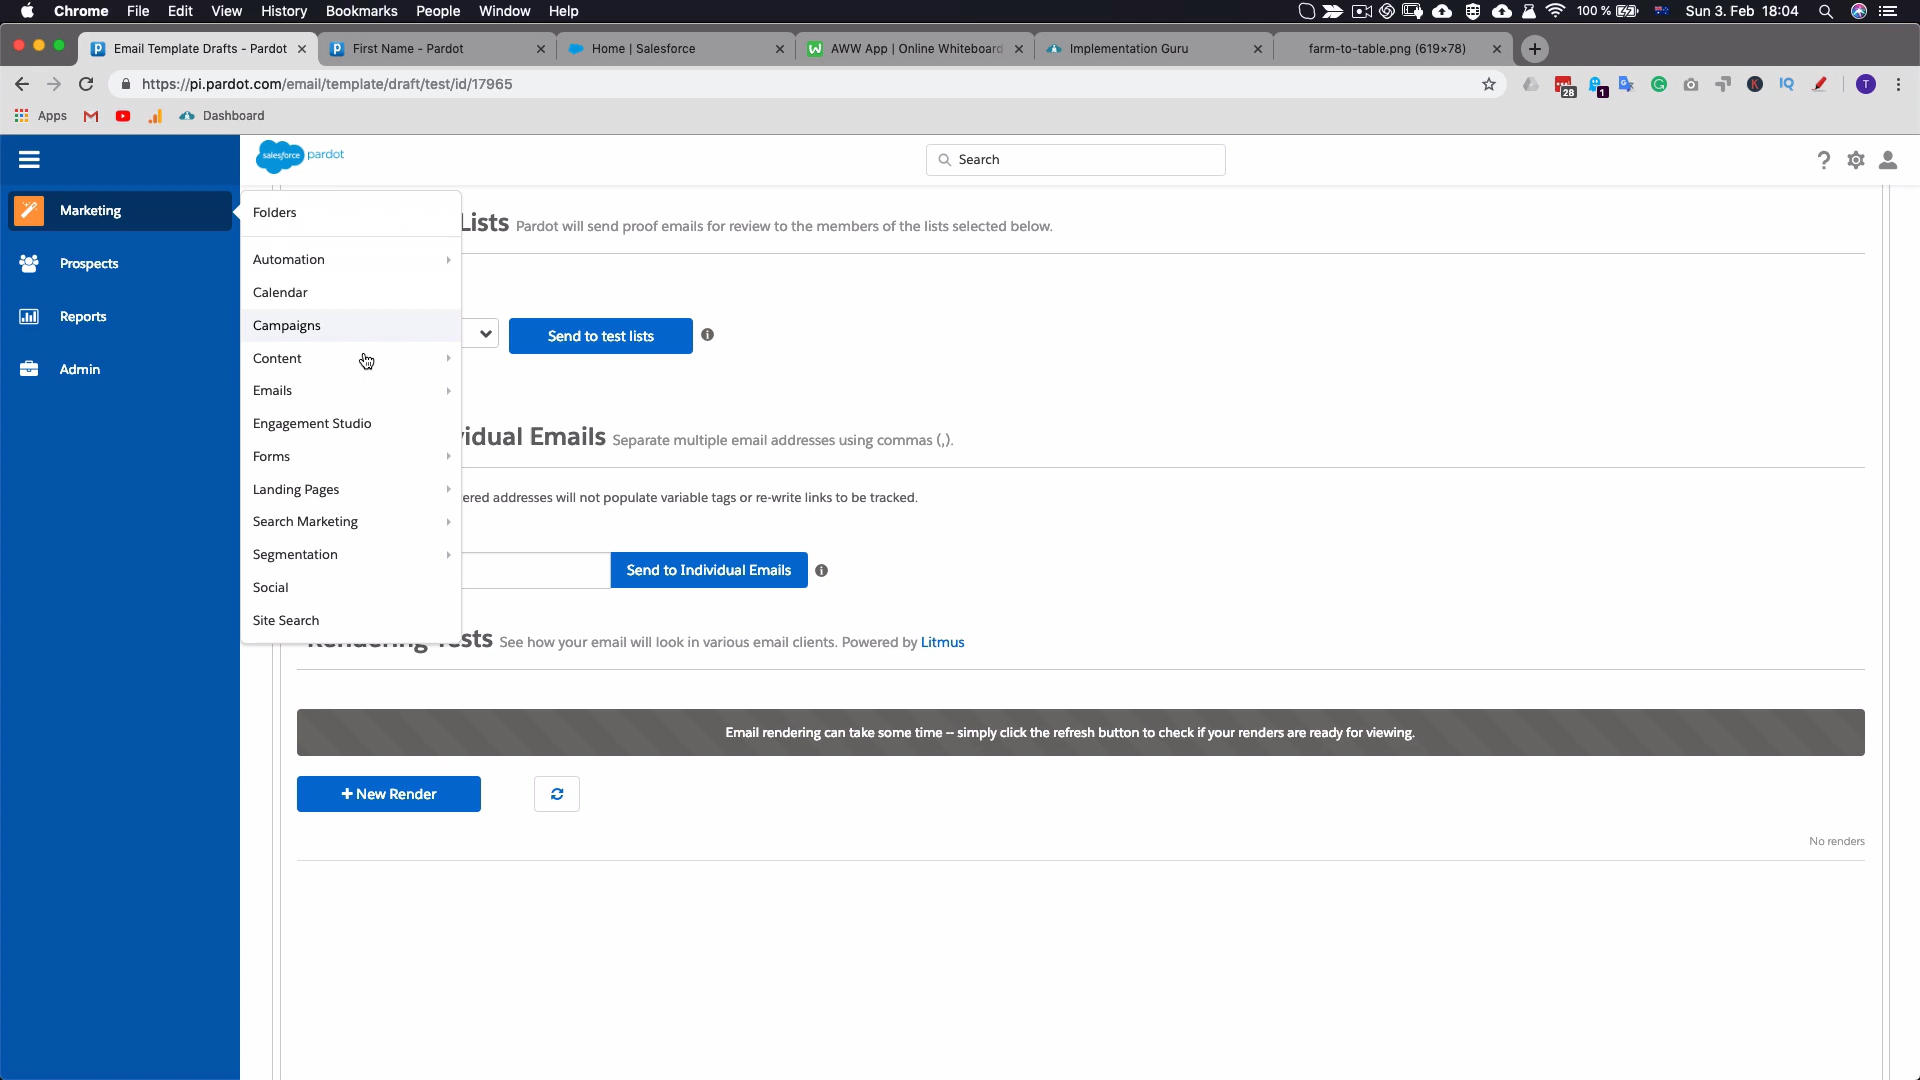 Chrome File Edit View History Bookmarks People Window Help
100 % Sun 3. Feb 18:04
Email Template Drafts - Pardot
First Name - Pardot
Home | Salesforce
AWW App | Online Whiteboard
Implementation Guru
farm-to-table.png (619×78)
https://pi.pardot.com/email/template/draft/test/id/17965
28
1
IQ
K
T
Apps
Dashboard
salesforce pardot
Search
Marketing
Prospects
Reports
Admin
Folders
Automation
Calendar
Campaigns
Content
Emails
Engagement Studio
Forms
Landing Pages
Search Marketing
Segmentation
Social
Site Search
Lists Pardot will send proof emails for review to the members of the lists selected below.
Send to test lists
Emails Separate multiple email addresses using commas (,).
addresses will not populate variable tags or re-write links to be tracked.
Send to Individual Emails
See how your email will look in various email clients. Powered by Litmus
Email rendering can take some time -- simply click the refresh button to check if your renders are ready for viewing.
+ New Render
No renders